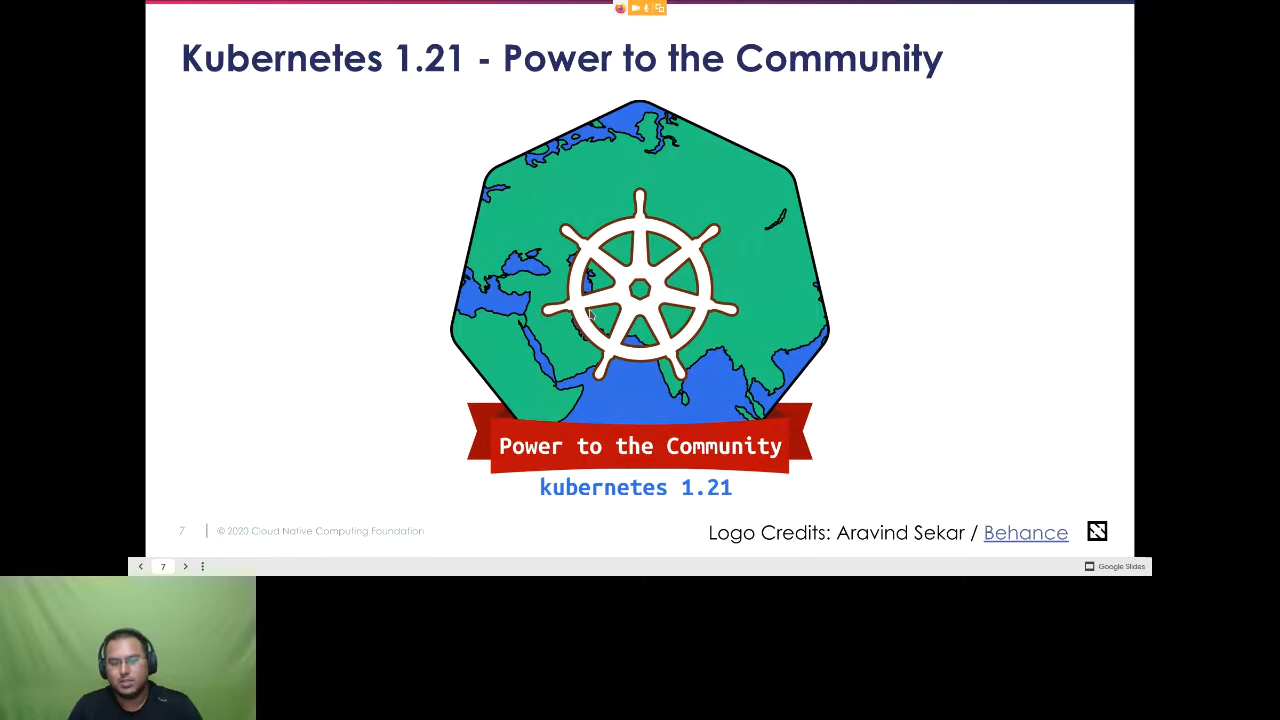 Kubernetes 1.21 - Power to the Community
Power to the Community
kubernetes 1.21
7
© 2020 Cloud Native Computing Foundation
Logo Credits: Aravind Sekar / Behance
7
Google Slides